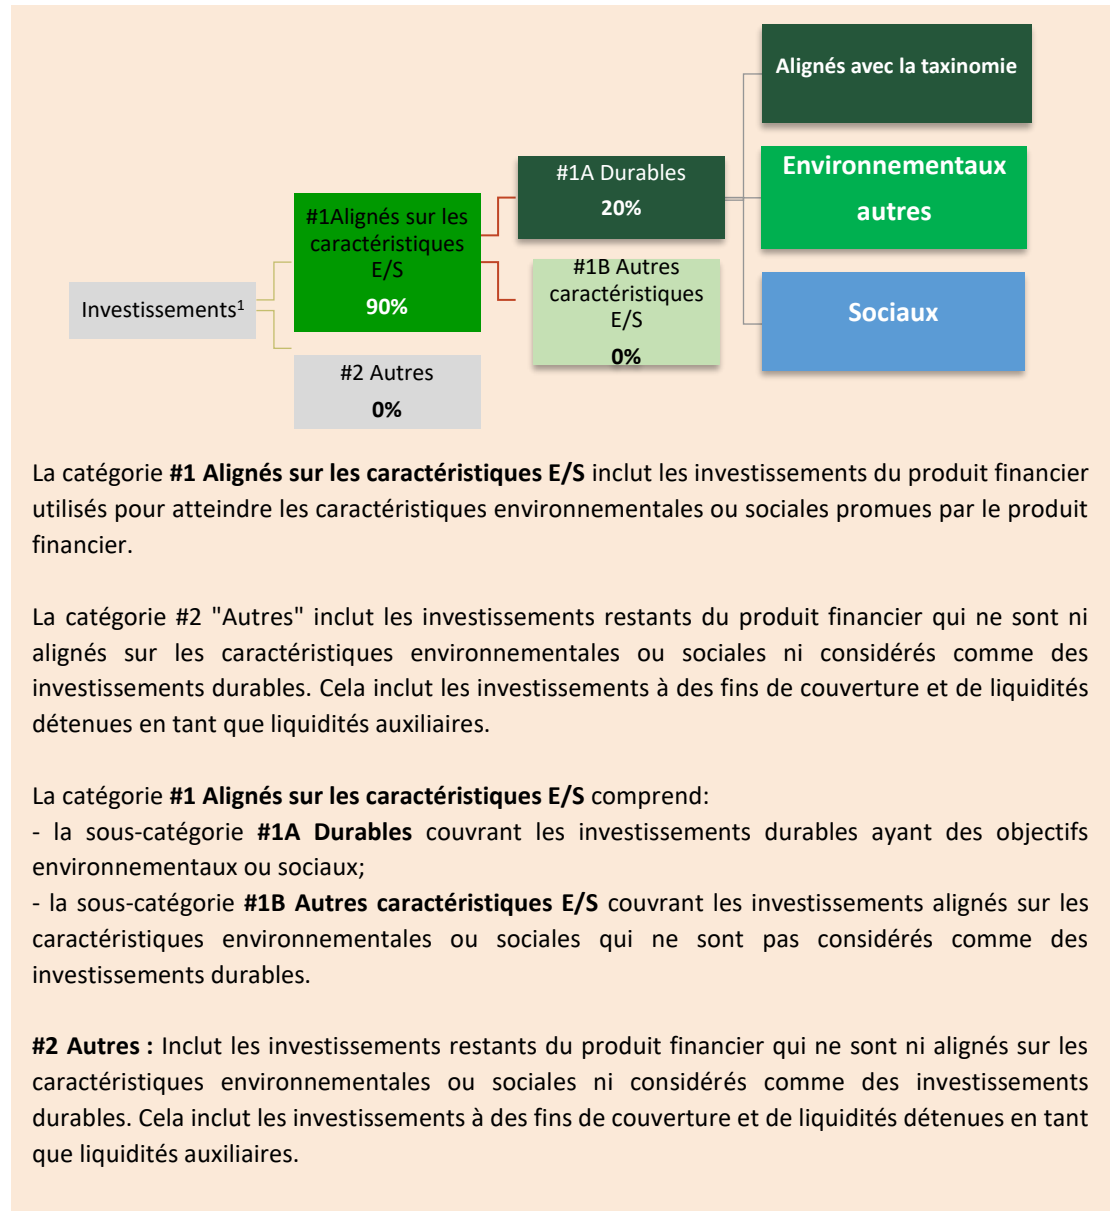 Alignés avec la taxinomie
#1A Durables
20%
Environnementaux
autres
#1Alignés sur les
caractéristiques
E/S
90%
#1B Autres
caractéristiques
E/S
0%
Investissements¹
Sociaux
#2 Autres
0%
La catégorie #1 Alignés sur les caractéristiques E/S inclut les investissements du produit financier
utilisés pour atteindre les caractéristiques environnementales ou sociales promues par le produit
financier.
La catégorie #2 "Autres" inclut les investissements restants du produit financier qui ne sont ni
alignés sur les caractéristiques environnementales ou sociales ni considérés comme des
investissements durables. Cela inclut les investissements à des fins de couverture et de liquidités
détenues en tant que liquidités auxiliaires.
La catégorie #1 Alignés sur les caractéristiques E/S comprend:
- la sous-catégorie #1A Durables couvrant les investissements durables ayant des objectifs
environnementaux ou sociaux;
- la sous-catégorie #1B Autres caractéristiques E/S couvrant les investissements alignés sur les
caractéristiques environnementales ou sociales qui ne sont pas considérés comme des
investissements durables.
#2 Autres : Inclut les investissements restants du produit financier qui ne sont ni alignés sur les
caractéristiques environnementales ou sociales ni considérés comme des investissements
durables. Cela inclut les investissements à des fins de couverture et de liquidités détenues en tant
que liquidités auxiliaires.